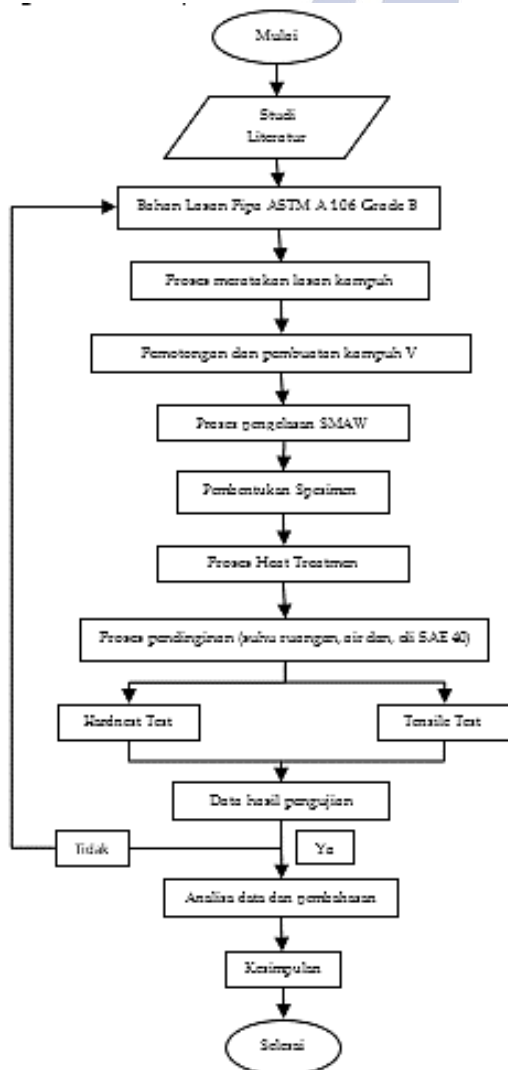 Mulai
Studi
Literatur
Bahan Lasan Pipa ASTM A 106 Grade B
Proses meratakan lasan kampuh
Pemotongan dan pembuatan kampuh V
Proses pengelasan SMAW
Pembentukan Spesimen
Proses Heat Treatmen
Proses pendinginan (suhu ruangan, air dan, oli SAE 40)
Hardnest Test
Tensile Test
Data hasil pengujian
Tidak
Ya
Analisa data dan pembahasan
Kesimpulan
Selesai